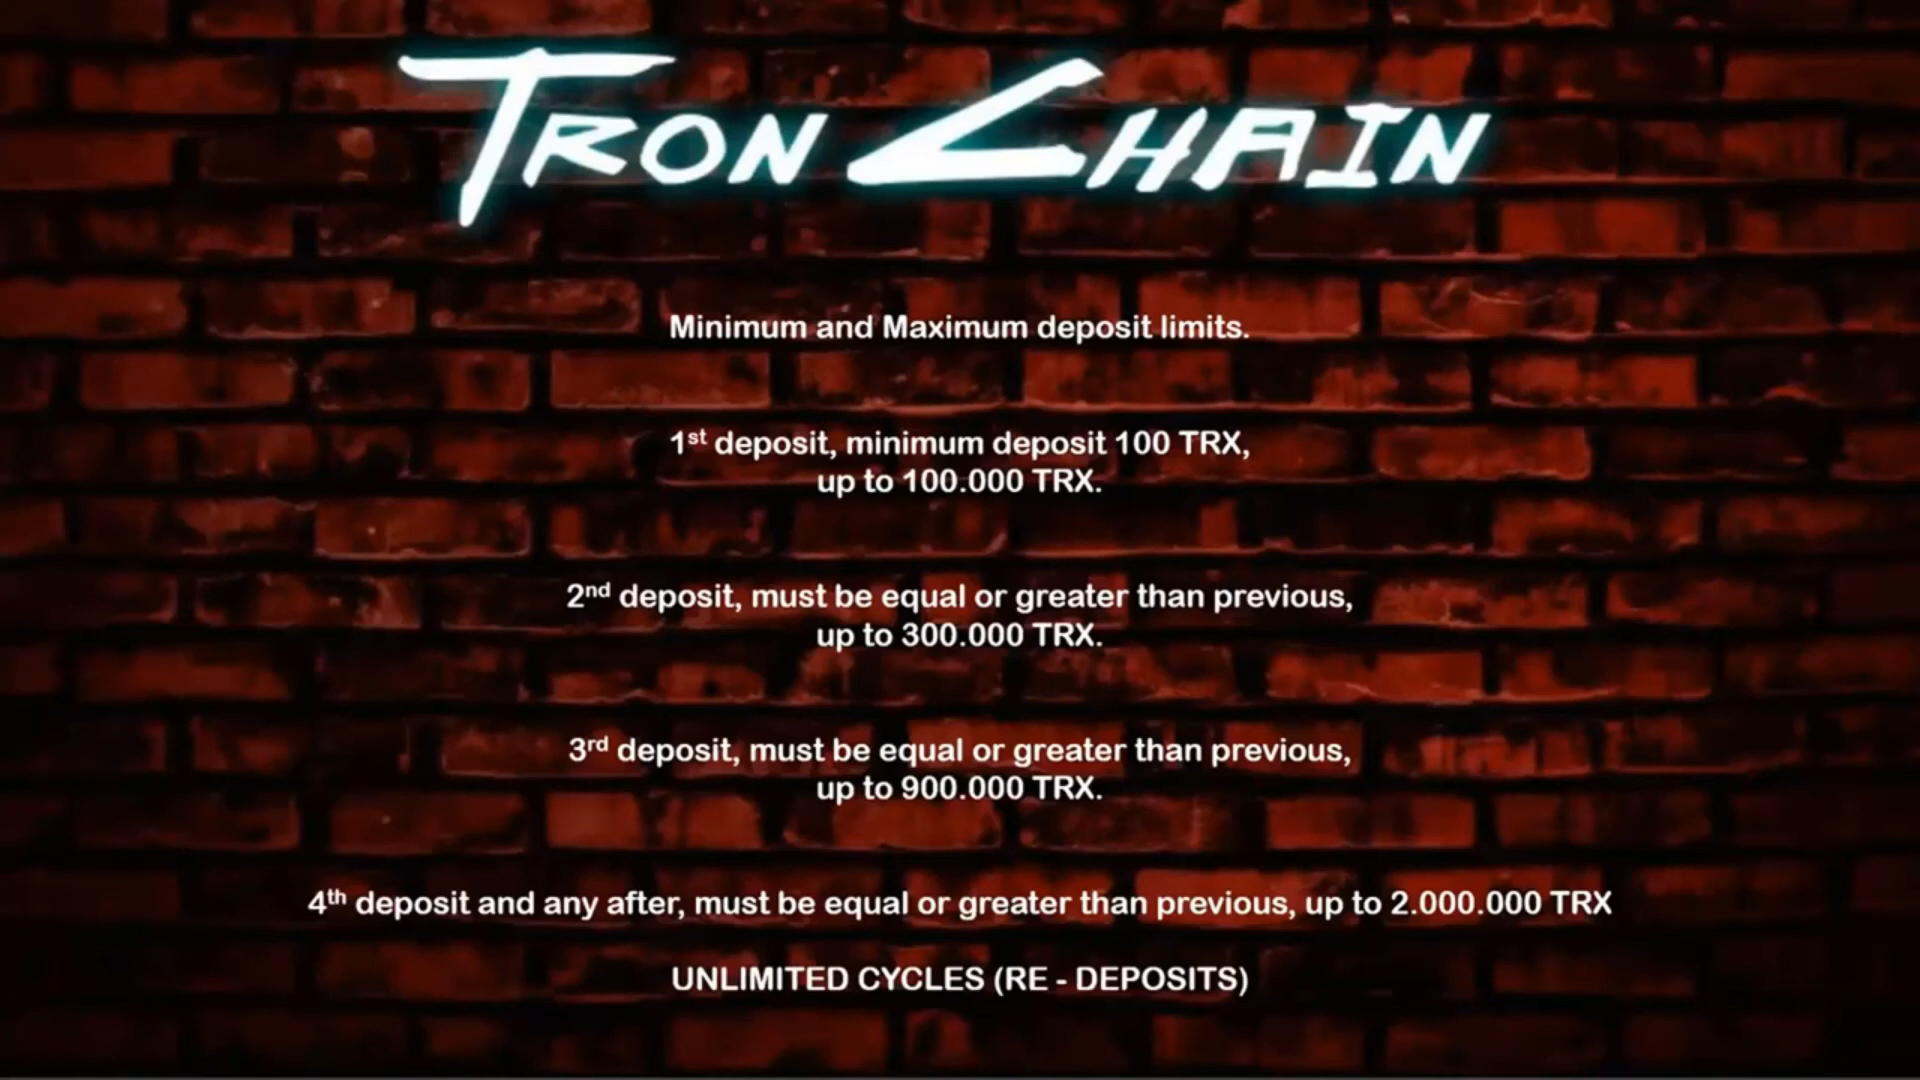 TRON CHAIN
Minimum and Maximum deposit limits.
1st deposit, minimum deposit 100 TRX,
up to 100.000 TRX.
2nd deposit, must be equal or greater than previous,
up to 300.000 TRX.
3rd deposit, must be equal or greater than previous,
up to 900.000 TRX.
4th deposit and any after, must be equal or greater than previous, up to 2.000.000 TRX
UNLIMITED CYCLES (RE - DEPOSITS)